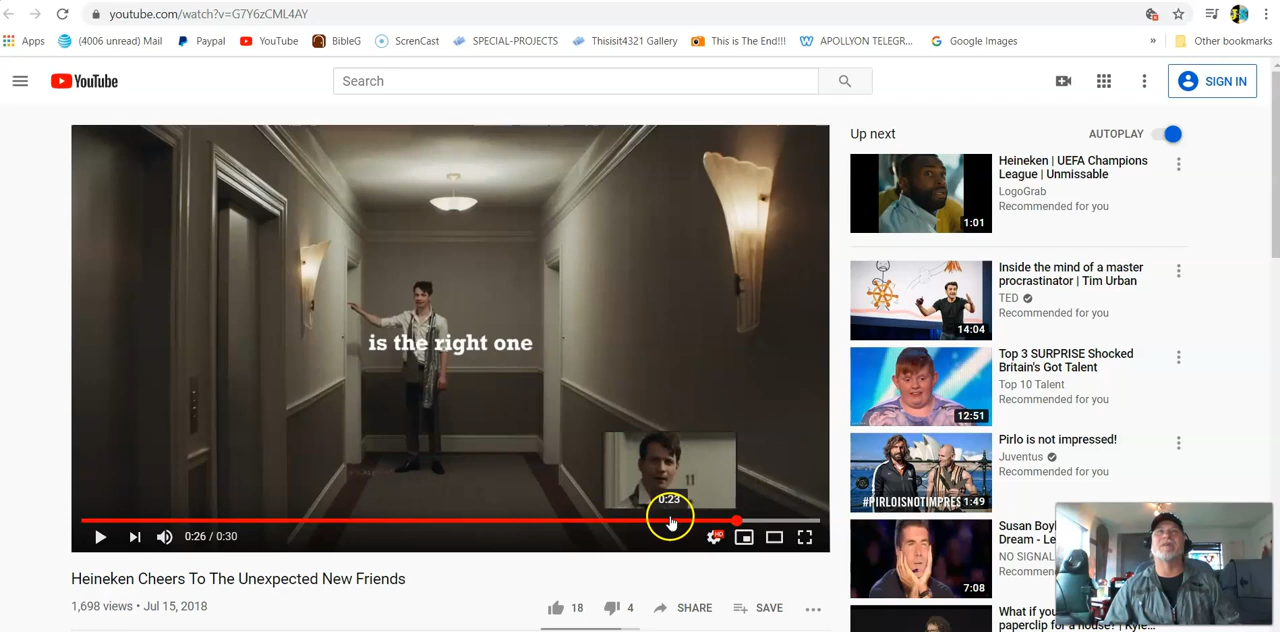 youtube.com/watch?v=G7Y6zCML4AY
Apps
(4006 unread) Mail
Paypal
YouTube
BibleG
ScrenCast
SPECIAL-PROJECTS
Thisisit4321 Gallery
This is The End!!!
APOLLYON TELEGR...
Google Images
»
Other bookmarks
YouTube
Search
SIGN IN
is the right one
11
0:23
0:26 / 0:30
HD
Heineken Cheers To The Unexpected New Friends
1,698 views • Jul 15, 2018
18
4
SHARE
SAVE
Up next
AUTOPLAY
1:01
Heineken | UEFA Champions
League | Unmissable
LogoGrab
Recommended for you
14:04
Inside the mind of a master
procrastinator | Tim Urban
TED
Recommended for you
12:51
Top 3 SURPRISE Shocked
Britain's Got Talent
Top 10 Talent
Recommended for you
#PIRLOISNOTIMPRES
1:49
Pirlo is not impressed!
Juventus
Recommended for you
7:08
Susan Boyl
Dream - Le
NO SIGNAL
Recommen
What if you
paperclip for a house? | Kyle